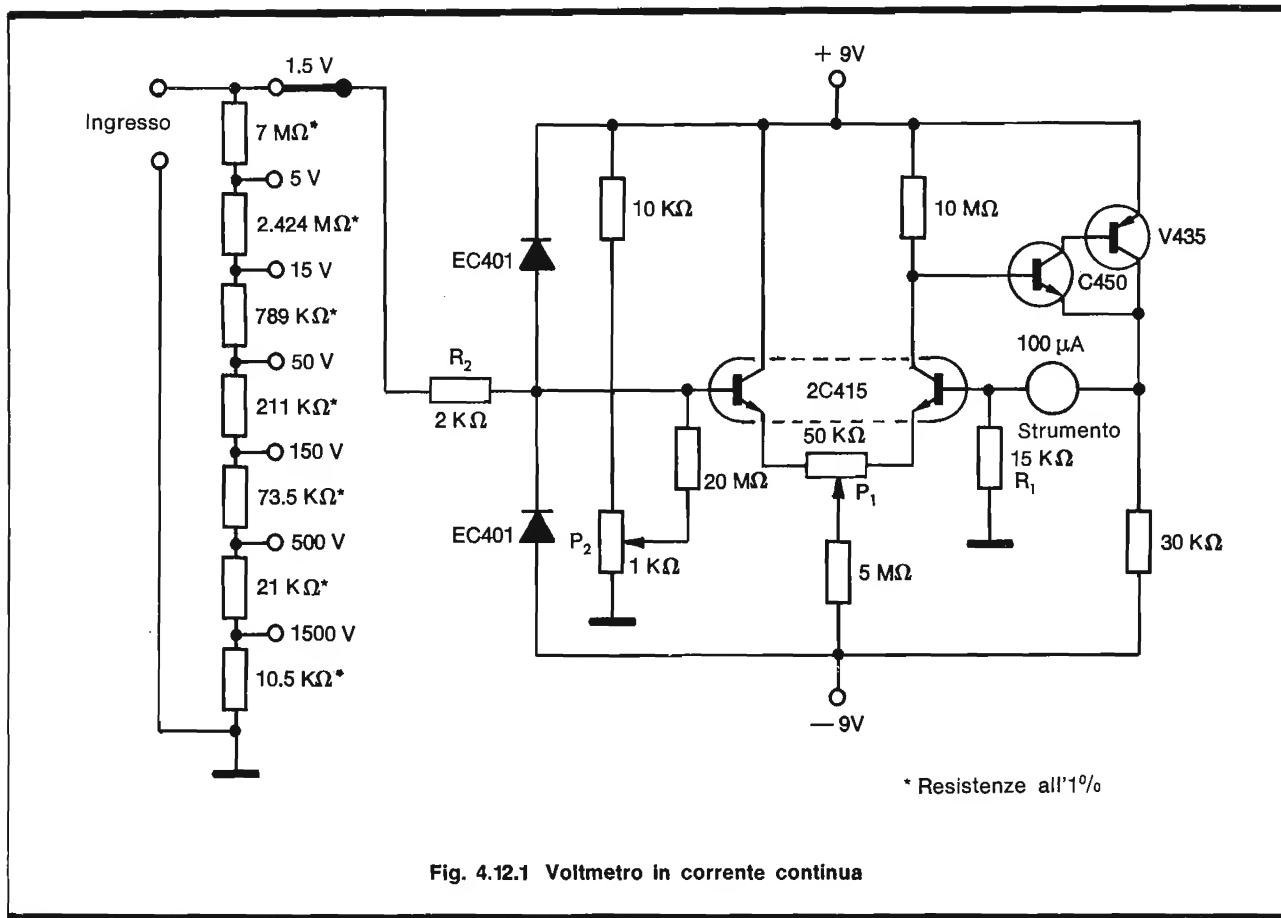 1.5 V
Ingresso
7 MΩ*
5 V
2.424 MΩ*
15 V
789 KΩ*
50 V
211 KΩ*
150 V
73.5 KΩ*
500 V
21 KΩ*
1500 V
10.5 KΩ*
R2
2 KΩ
EC401
EC401
10 KΩ
P2
1 KΩ
20 MΩ
+ 9V
10 MΩ
2C415
50 KΩ
P1
5 MΩ
— 9V
V435
C450
100 μA
Strumento
15 KΩ
R1
30 KΩ
* Resistenze all'1%
Fig. 4.12.1 Voltmetro in corrente continua